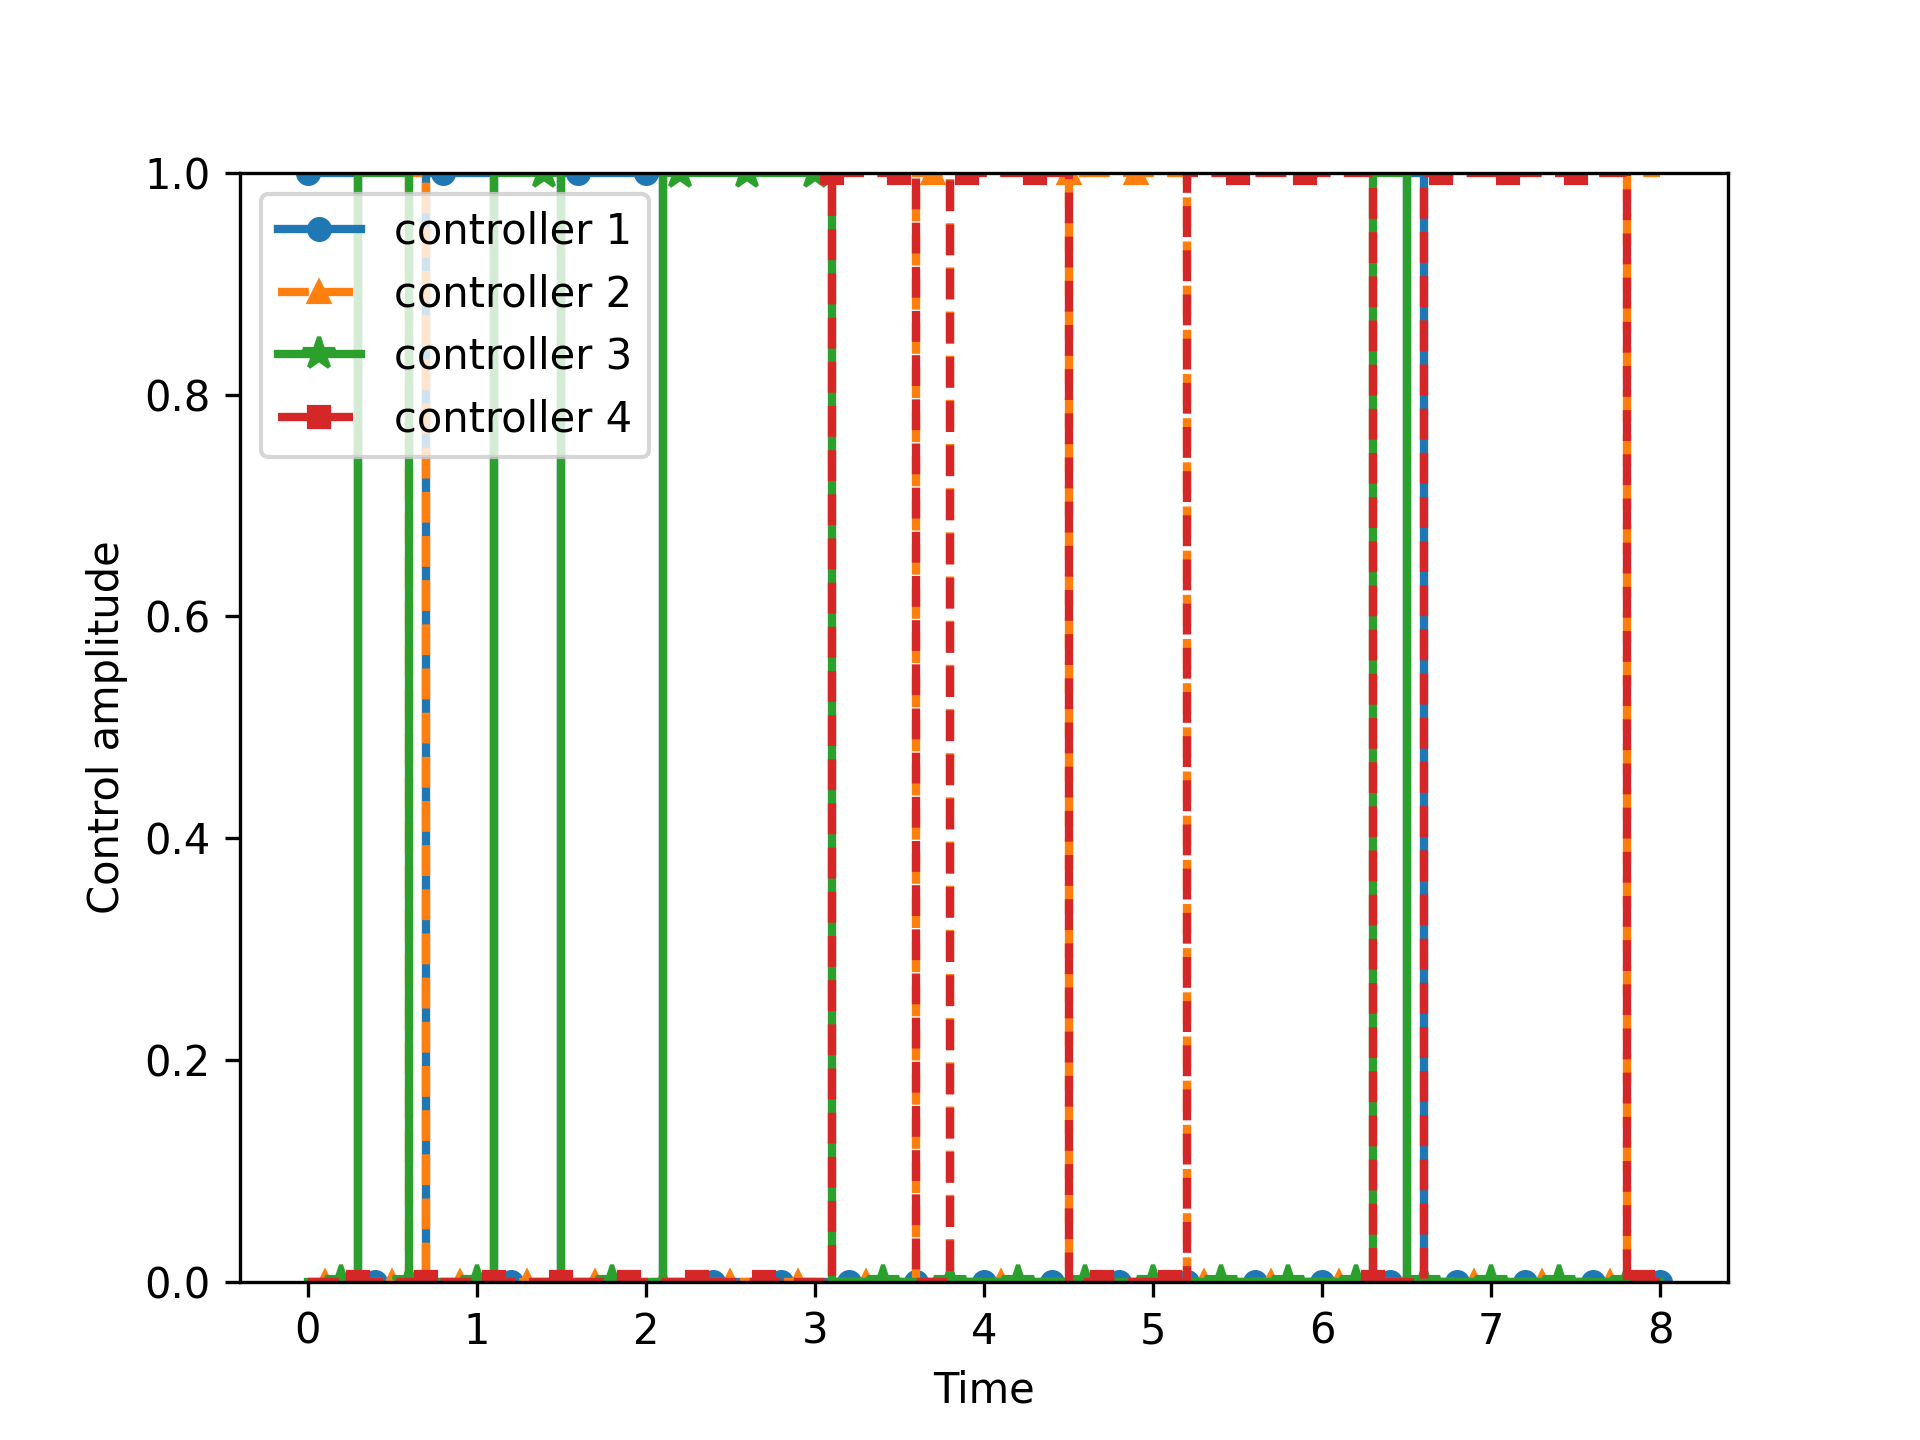 1.0
0.8
0.6
0.4
0.2
0.0
Control amplitude
controller 1
controller 2
controller 3
controller 4
0 1 2 3 4 5 6 7 8
Time